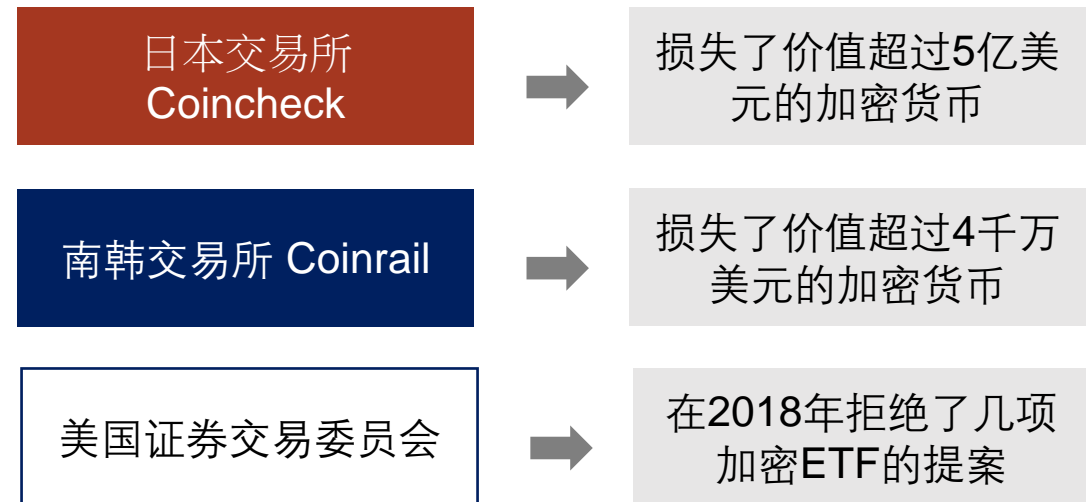 日本交易所
Coincheck
损失了价值超过5亿美
元的加密货币
南韩交易所 Coinrail
损失了价值超过4千万
美元的加密货币
美国证券交易委员会
在2018年拒绝了几项
加密ETF的提案